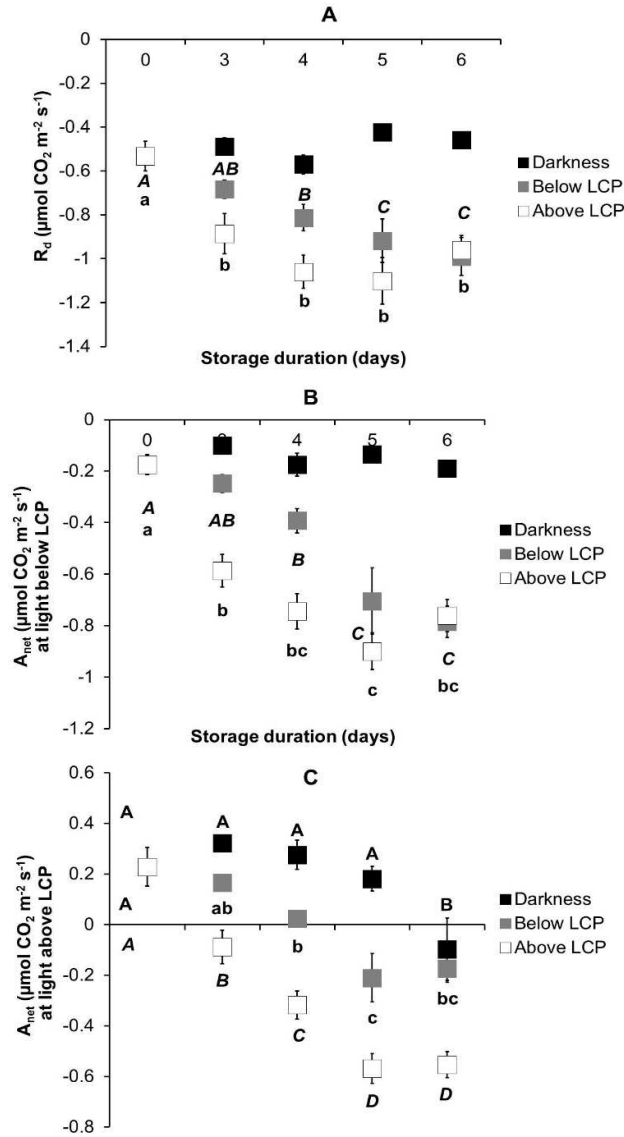 A
0
0 3 4 5 6
-0.2
-0.4
-0.6
-0.8
-1
-1.2
-1.4
R_d (µmol CO₂ m⁻² s⁻¹)
A AB B C C
a b b b b
Darkness
Below LCP
Above LCP
Storage duration (days)
B
0
0 4 5 6
-0.2
-0.4
-0.6
-0.8
-1
-1.2
A_net (µmol CO₂ m⁻² s⁻¹)
at light below LCP
A AB B C C
a b bc c bc
Darkness
Below LCP
Above LCP
Storage duration (days)
C
0.6
0.4
0.2
0
-0.2
-0.4
-0.6
-0.8
A_net (µmol CO₂ m⁻² s⁻¹)
at light above LCP
A A A A B
A ab b c bc
A B C D D
Darkness
Below LCP
Above LCP